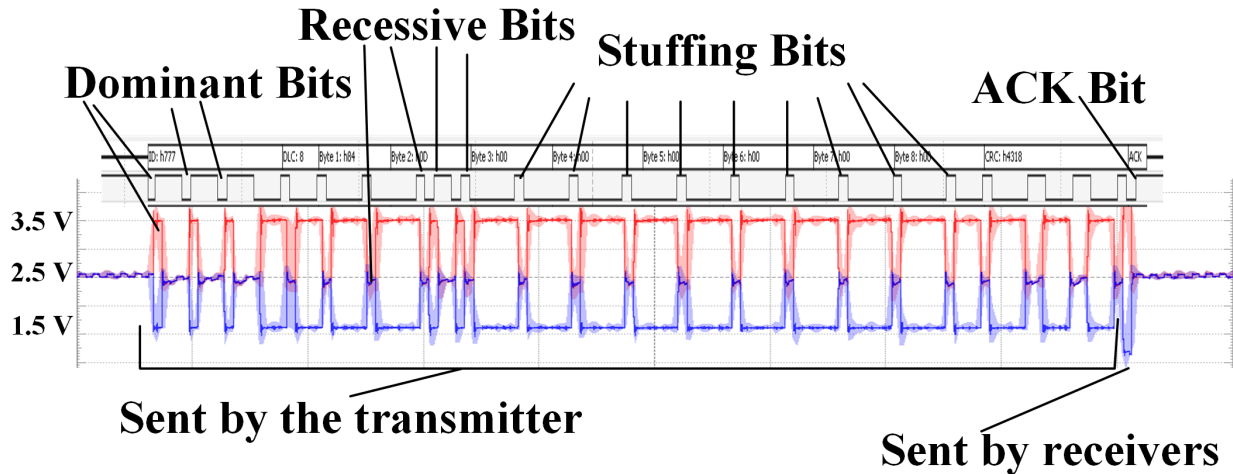 Recessive Bits
Stuffing Bits
Dominant Bits
ACK Bit
ID: h777 DLC: 8 Byte 1: h84 Byte 2: h0D Byte 3: h00 Byte 4: h00 Byte 5: h00 Byte 6: h00 Byte 7: h00 Byte 8: h00 CRC: h4318 ACK
3.5 V
2.5 V
1.5 V
Sent by the transmitter
Sent by receivers